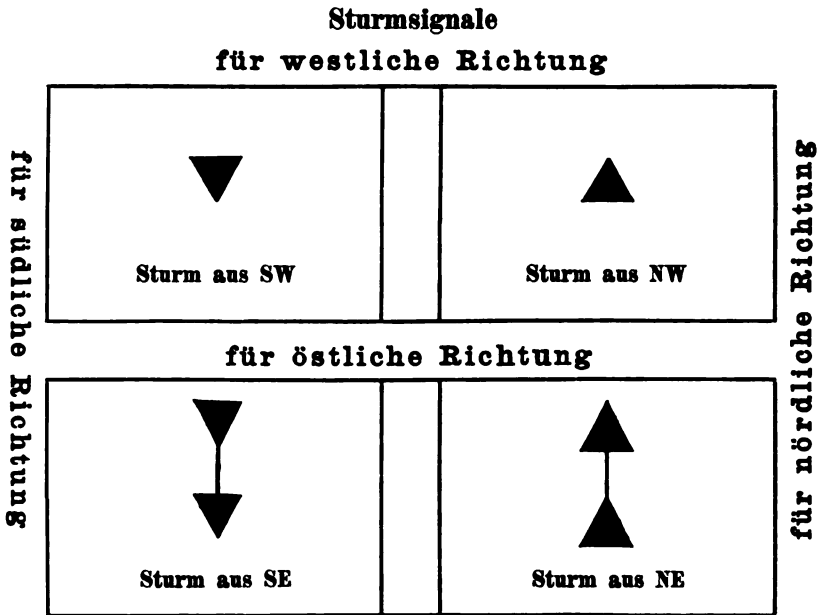 Sturmsignale
für westliche Richtung
für südliche Richtung
für nördliche Richtung
Sturm aus SW
Sturm aus NW
für östliche Richtung
Sturm aus SE
Sturm aus NE